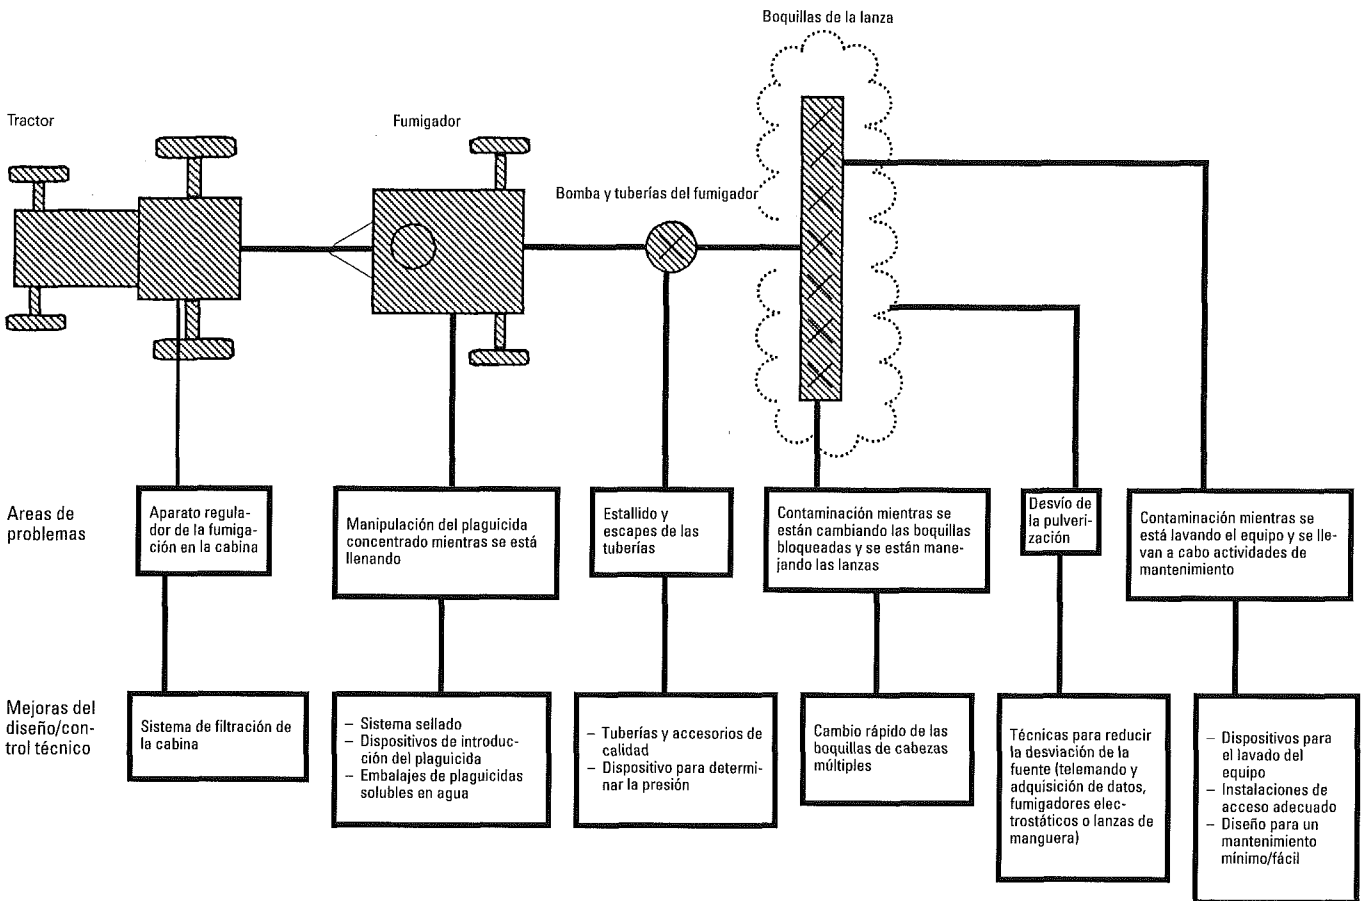 Boquillas de la lanza
Tractor
Fumigador
Bomba y tuberías del fumigador
Areas de
problemas
Aparato regula-
dor de la fumiga-
ción en la cabina
Manipulación del plaguicida
concentrado mientras se está
llenando
Estallido y
escapes de las
tuberías
Contaminación mientras se
están cambiando las boquillas
bloqueadas y se están mane-
jando las lanzas
Desvío de
la pulveri-
zación
Contaminación mientras se
está lavando el equipo y se lle-
van a cabo actividades de
mantenimiento
Mejoras del
diseño/con-
trol técnico
Sistema de filtración de
la cabina
– Sistema sellado
– Dispositivos de introduc-
ción del plaguicida
– Embalajes de plaguicidas
solubles en agua
– Tuberías y accesorios de
calidad
– Dispositivo para determi-
nar la presión
Cambio rápido de las
boquillas de cabezas
múltiples
Técnicas para reducir
la desviación de la
fuente (telemando y
adquisición de datos,
fumigadores elec-
trostáticos o lanzas de
manguera)
– Dispositivos para
el lavado del
equipo
– Instalaciones de
acceso adecuado
– Diseño para un
mantenimiento
mínimo/fácil